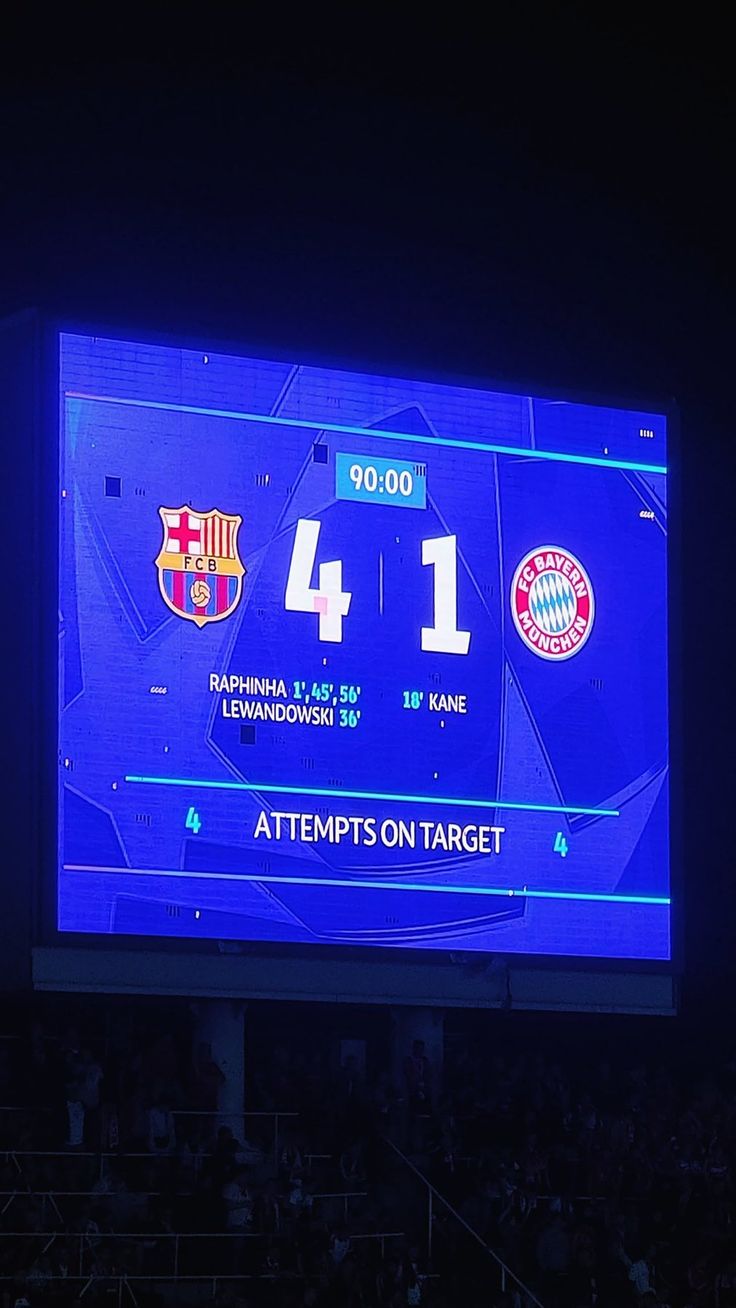 90:00
FCB
4 1
FC BAYERN
MÜNCHEN
RAPHINHA 1', 45', 56'
LEWANDOWSKI 36'
18' KANE
4 ATTEMPTS ON TARGET 4